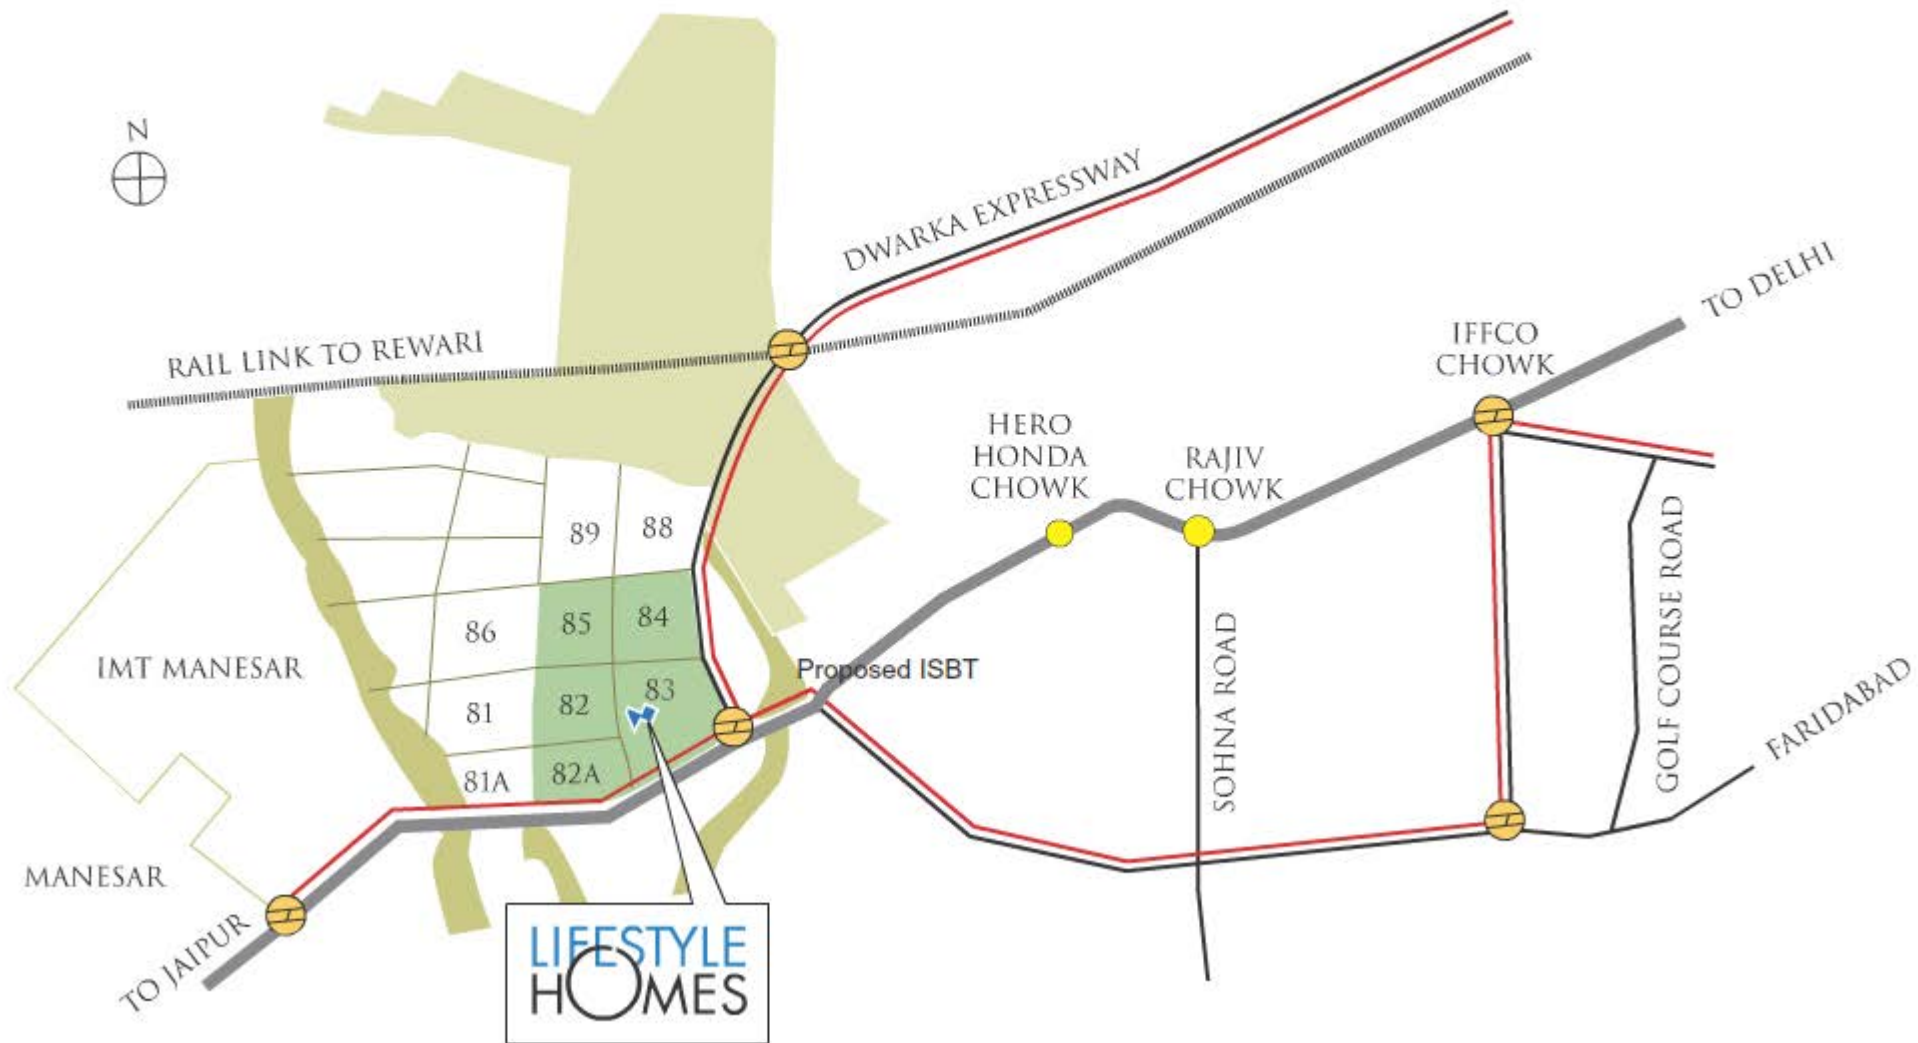 N
DWARKA EXPRESSWAY
TO DELHI
RAIL LINK TO REWARI
IFFCO
CHOWK
HERO
HONDA
CHOWK
RAJIV
CHOWK
89
88
86
85
84
IMT MANESAR
Proposed ISBT
81
82
83
81A
82A
SOHNA ROAD
GOLF COURSE ROAD
FARIDABAD
MANESAR
TO JAIPUR
LIFESTYLE
HOMES